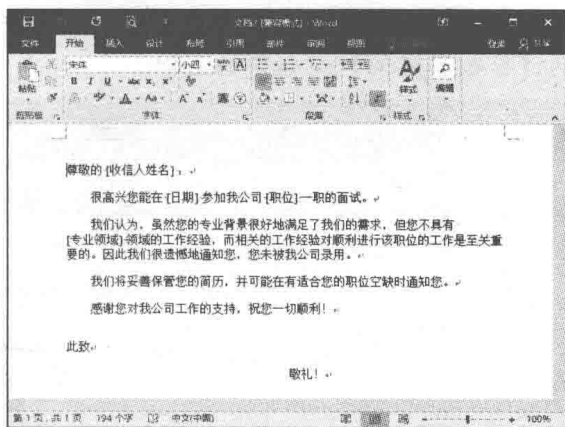 文档2 [兼容模式] - Word
文件 开始 插入 设计 布局 引用 邮件 审阅 视图 登录 共享
宋体 小四
粘贴 样式 编辑
剪贴板 字体 段落 样式
尊敬的 [收信人姓名]:
很高兴您能在 [日期] 参加我公司 [职位] 一职的面试。
我们认为，虽然您的专业背景很好地满足了我们的需求，但您不具有
[专业领域] 领域的工作经验，而相关的工作经验对顺利进行该职位的工作是至关重
要的。因此我们很遗憾地通知您，您未被我公司录用。
我们将妥善保管您的简历，并可能在有适合您的职位空缺时通知您。
感谢您对我公司工作的支持，祝您一切顺利！
此致
敬礼！
第1页，共1页 194个字 中文(中国) 100%